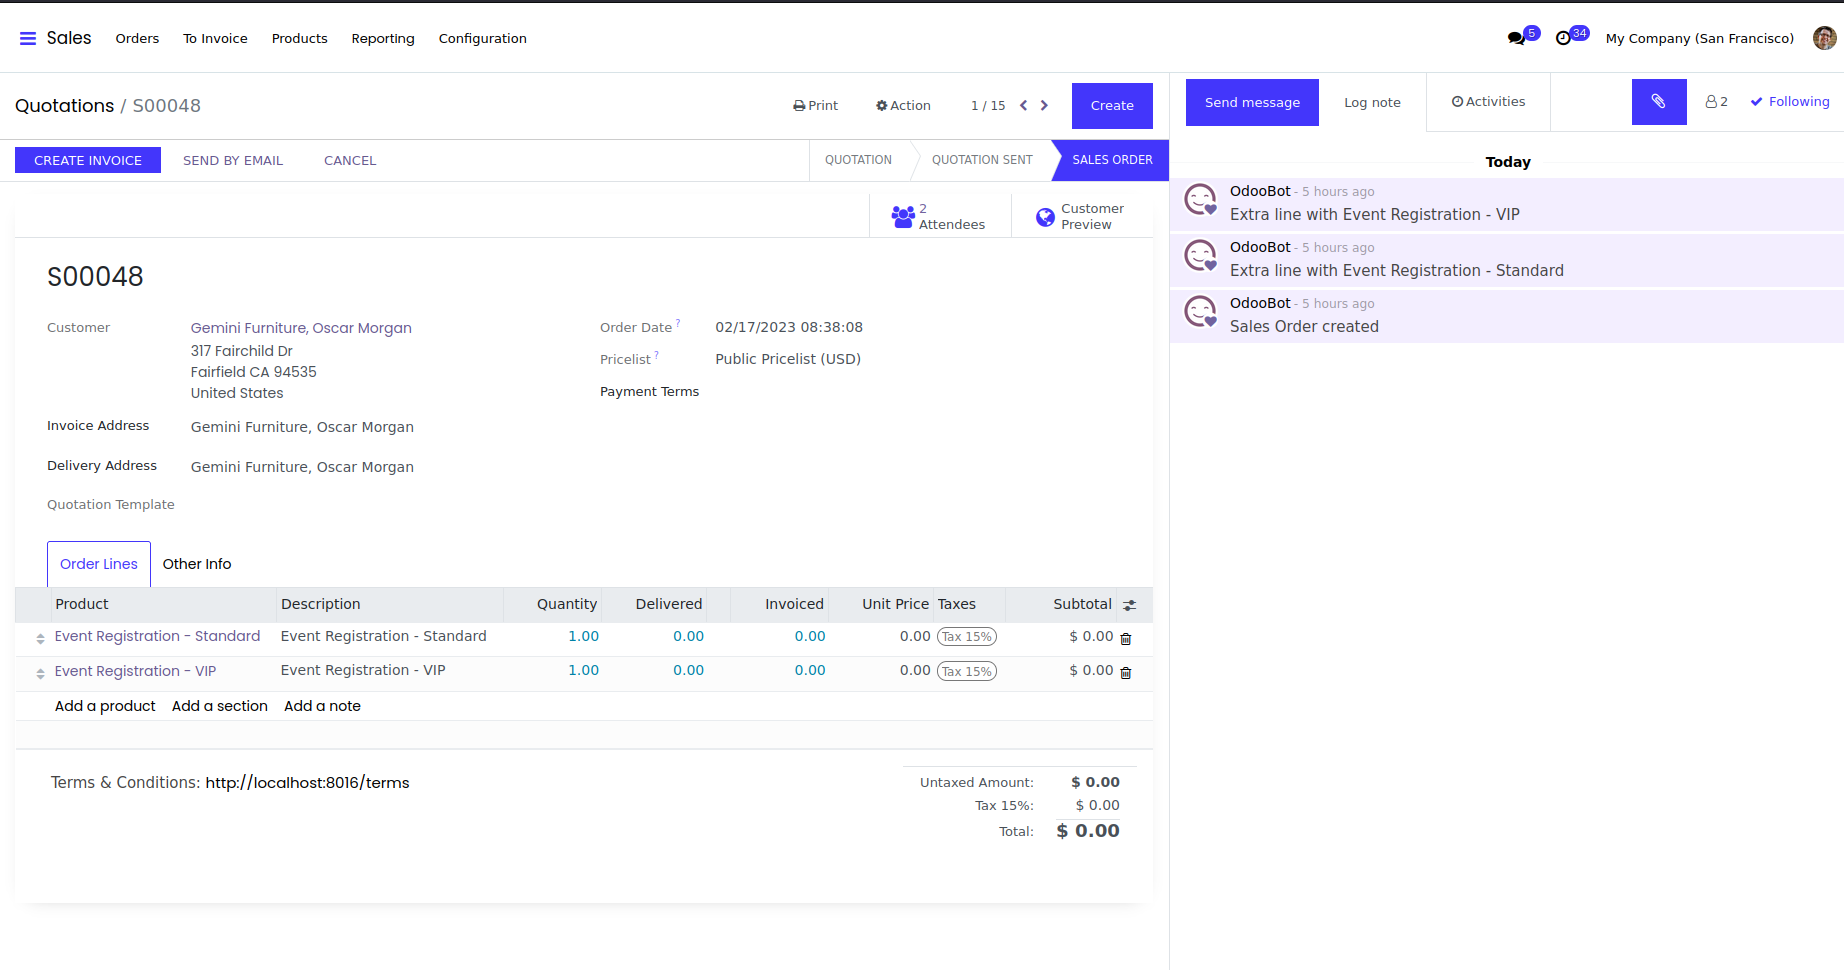 Sales Orders To Invoice Products Reporting Configuration 5 34 My Company (San Francisco)
Quotations / S00048 Print Action 1 / 15 Create
Send message Log note Activities 2 Following
CREATE INVOICE SEND BY EMAIL CANCEL QUOTATION QUOTATION SENT SALES ORDER
2 Attendees
Customer Preview
S00048
Customer Gemini Furniture, Oscar Morgan
317 Fairchild Dr
Fairfield CA 94535
United States
Invoice Address Gemini Furniture, Oscar Morgan
Delivery Address Gemini Furniture, Oscar Morgan
Quotation Template
Order Date ? 02/17/2023 08:38:08
Pricelist ? Public Pricelist (USD)
Payment Terms
Order Lines Other Info
Product Description Quantity Delivered Invoiced Unit Price Taxes Subtotal
Event Registration - Standard Event Registration - Standard 1.00 0.00 0.00 0.00 Tax 15% $ 0.00
Event Registration - VIP Event Registration - VIP 1.00 0.00 0.00 0.00 Tax 15% $ 0.00
Add a product Add a section Add a note
Terms & Conditions: http://localhost:8016/terms
Untaxed Amount: $ 0.00
Tax 15%: $ 0.00
Total: $ 0.00
Today
OdooBot - 5 hours ago
Extra line with Event Registration - VIP
OdooBot - 5 hours ago
Extra line with Event Registration - Standard
OdooBot - 5 hours ago
Sales Order created